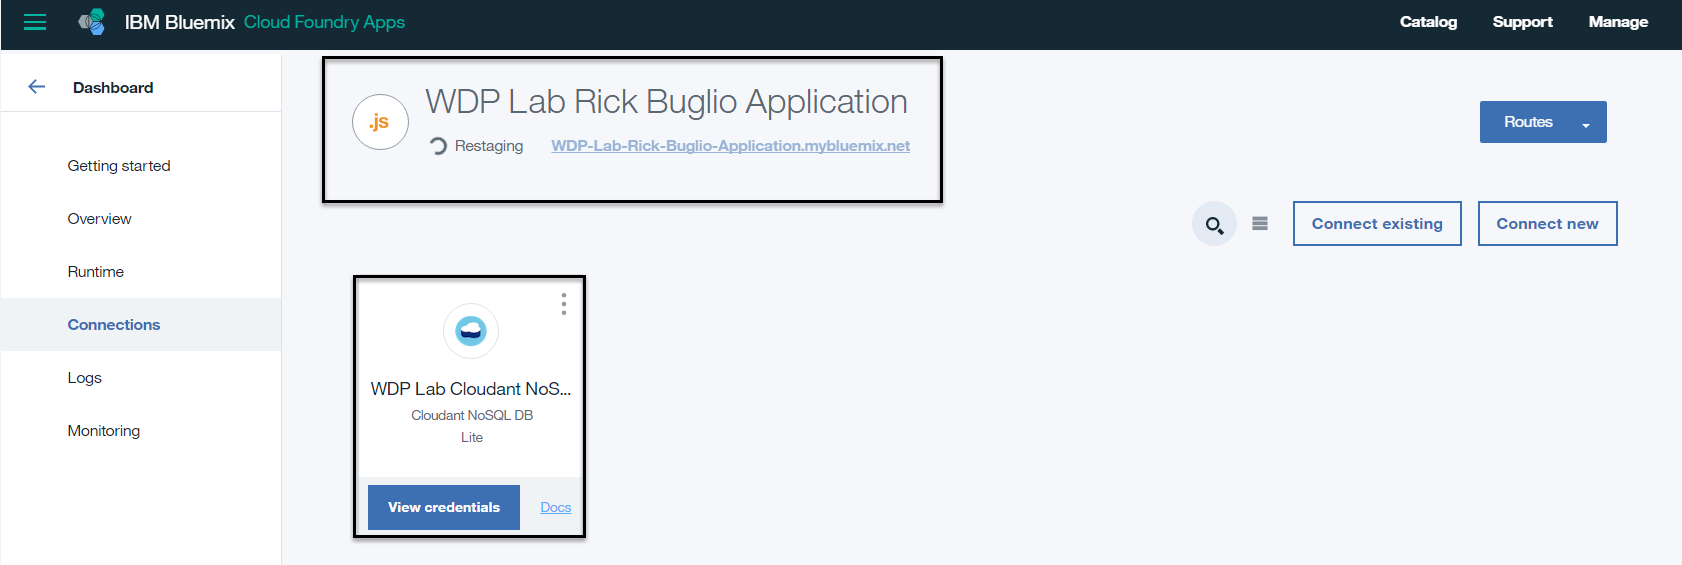 IBM Bluemix Cloud Foundry Apps
Catalog
Support
Manage
Dashboard
Getting started
Overview
Runtime
Connections
Logs
Monitoring
.js
WDP Lab Rick Buglio Application
Restaging
WDP-Lab-Rick-Buglio-Application.mybluemix.net
Routes
Connect existing
Connect new
WDP Lab Cloudant NoS...
Cloudant NoSQL DB
Lite
View credentials
Docs